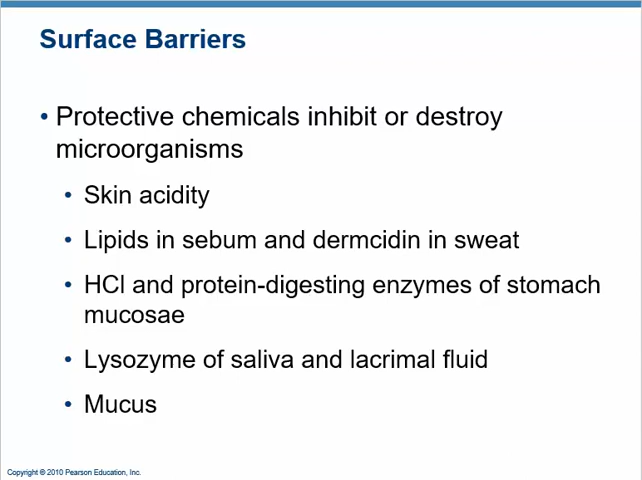 Surface Barriers
• Protective chemicals inhibit or destroy
microorganisms
• Skin acidity
• Lipids in sebum and dermcidin in sweat
• HCl and protein-digesting enzymes of stomach
mucosae
• Lysozyme of saliva and lacrimal fluid
• Mucus
Copyright © 2010 Pearson Education, Inc.